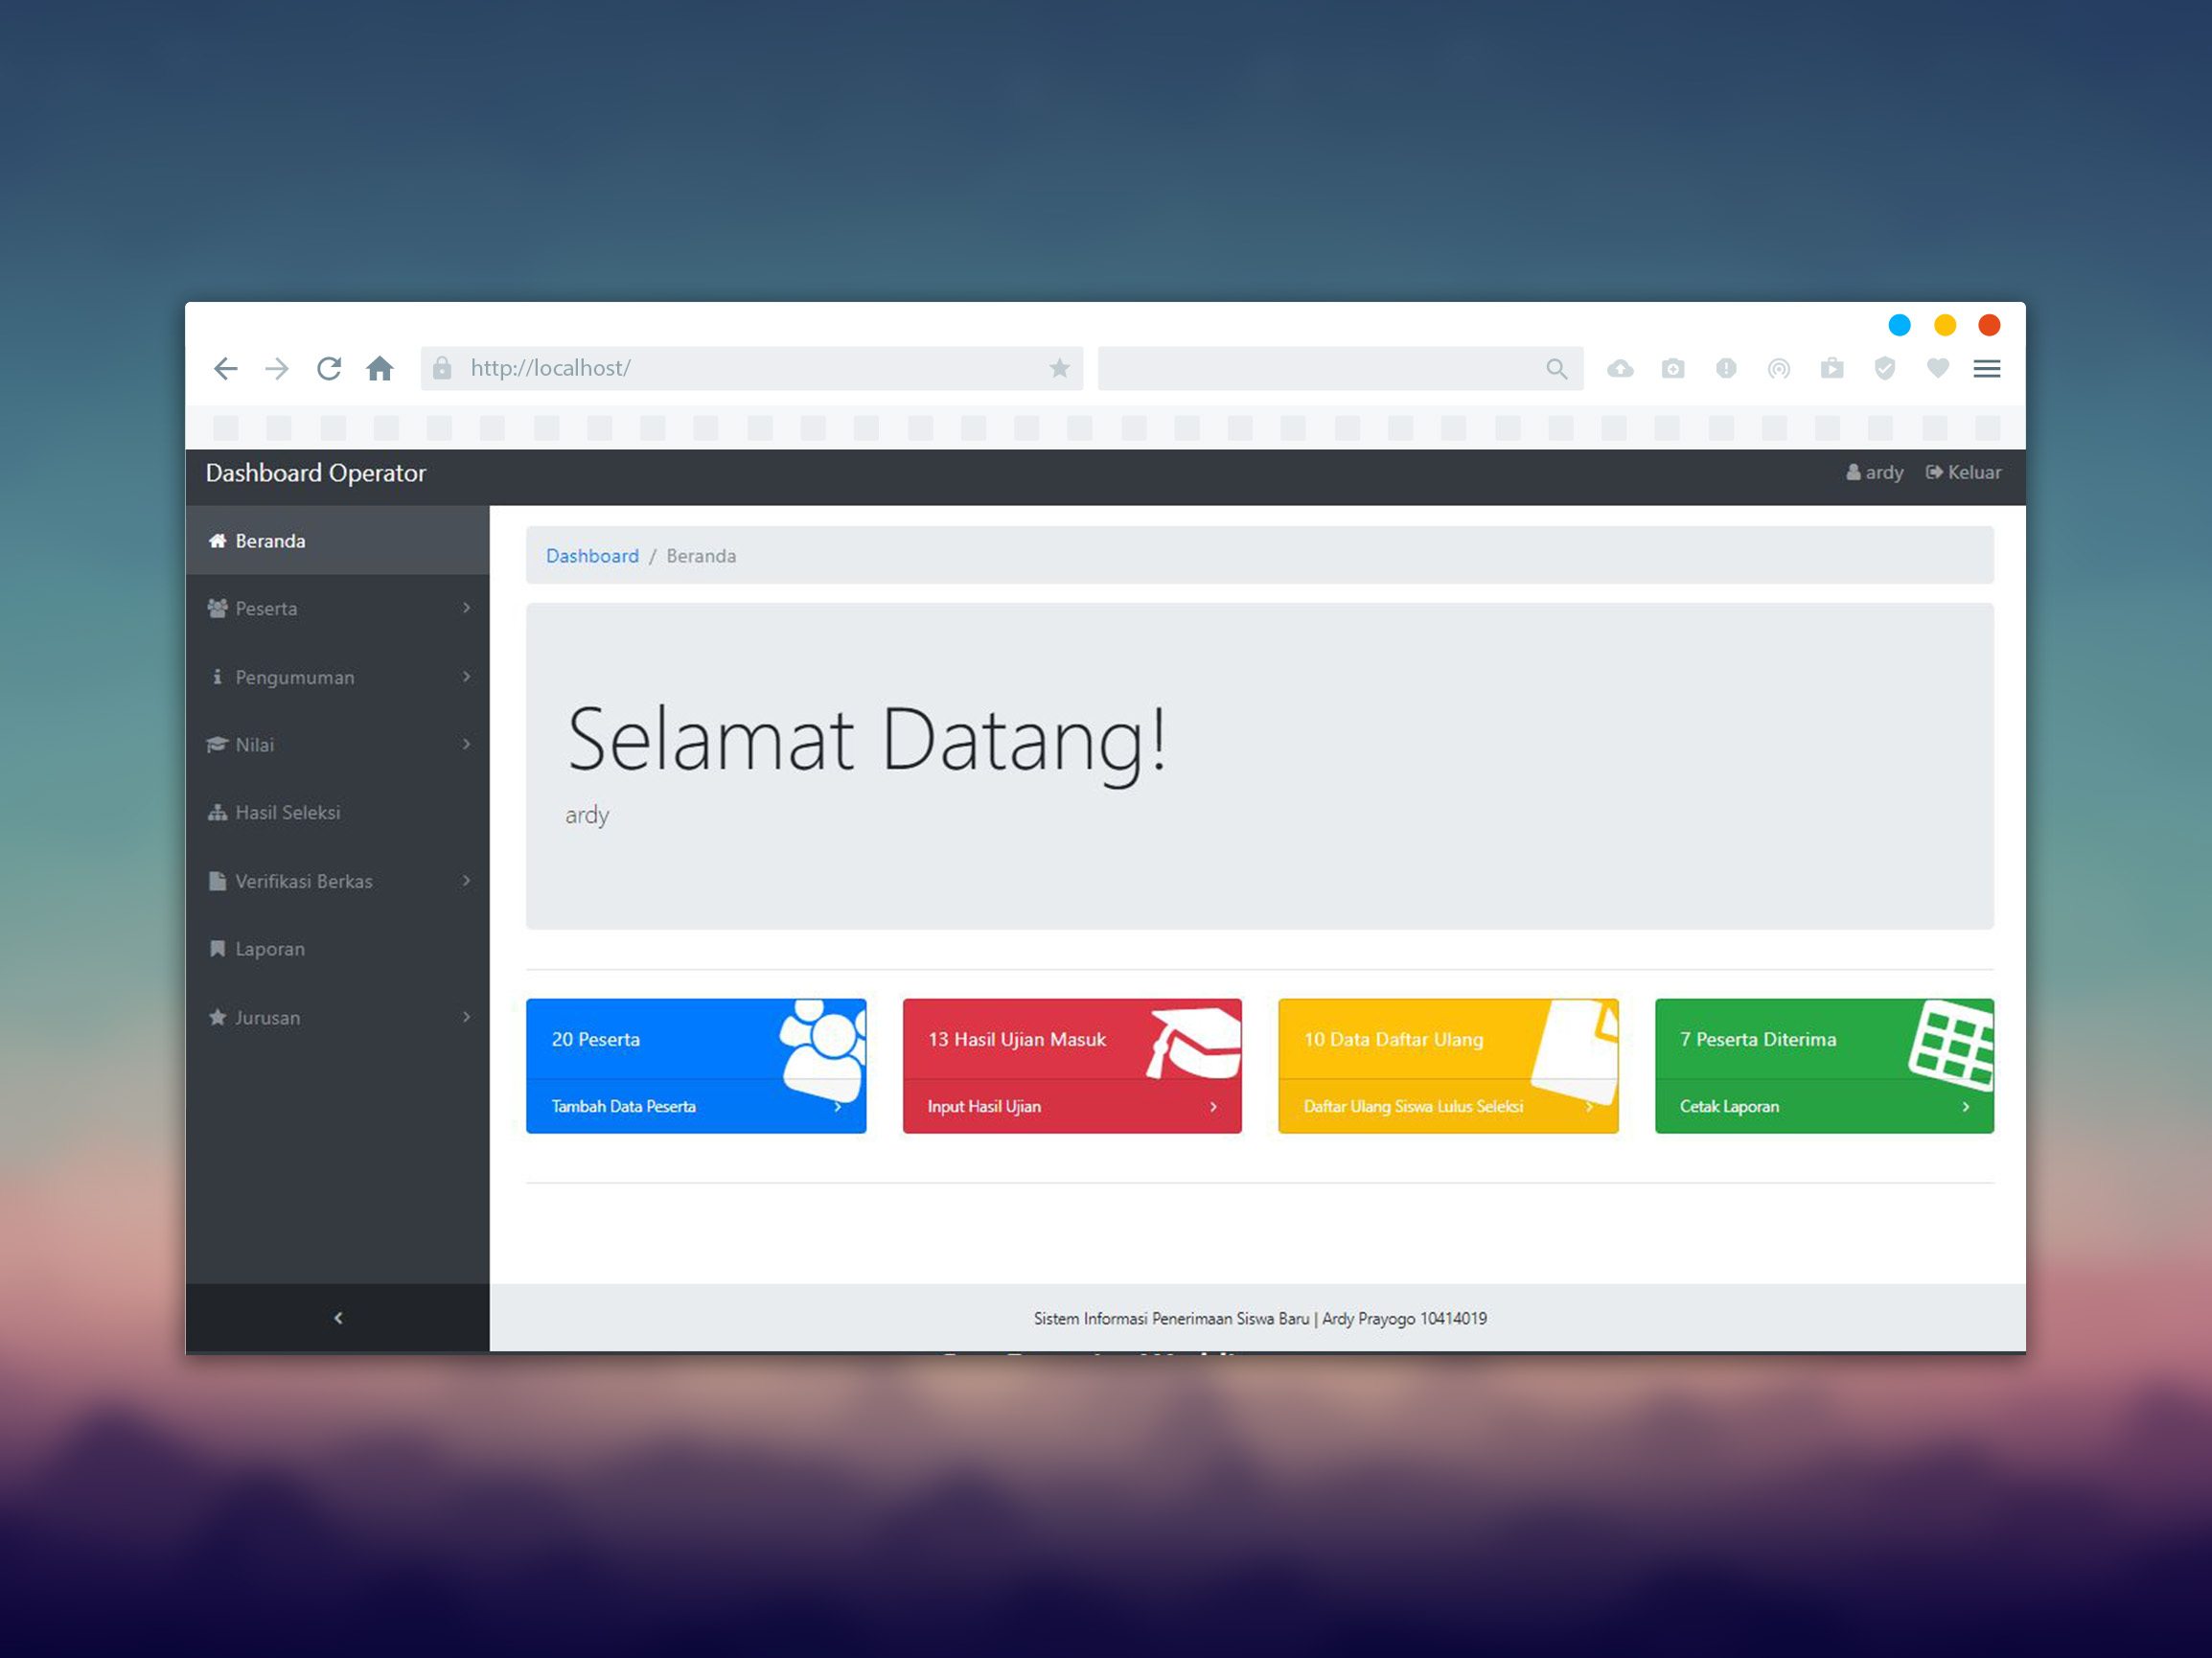 http://localhost/
Dashboard Operator
ardy
Keluar
Beranda
Peserta
Pengumuman
Nilai
Hasil Seleksi
Verifikasi Berkas
Laporan
Jurusan
Dashboard / Beranda
Selamat Datang!
ardy
20 Peserta
Tambah Data Peserta
13 Hasil Ujian Masuk
Input Hasil Ujian
10 Data Daftar Ulang
Daftar Ulang Siswa Lulus Seleksi
7 Peserta Diterima
Cetak Laporan
Sistem Informasi Penerimaan Siswa Baru | Ardy Prayogo 10414019